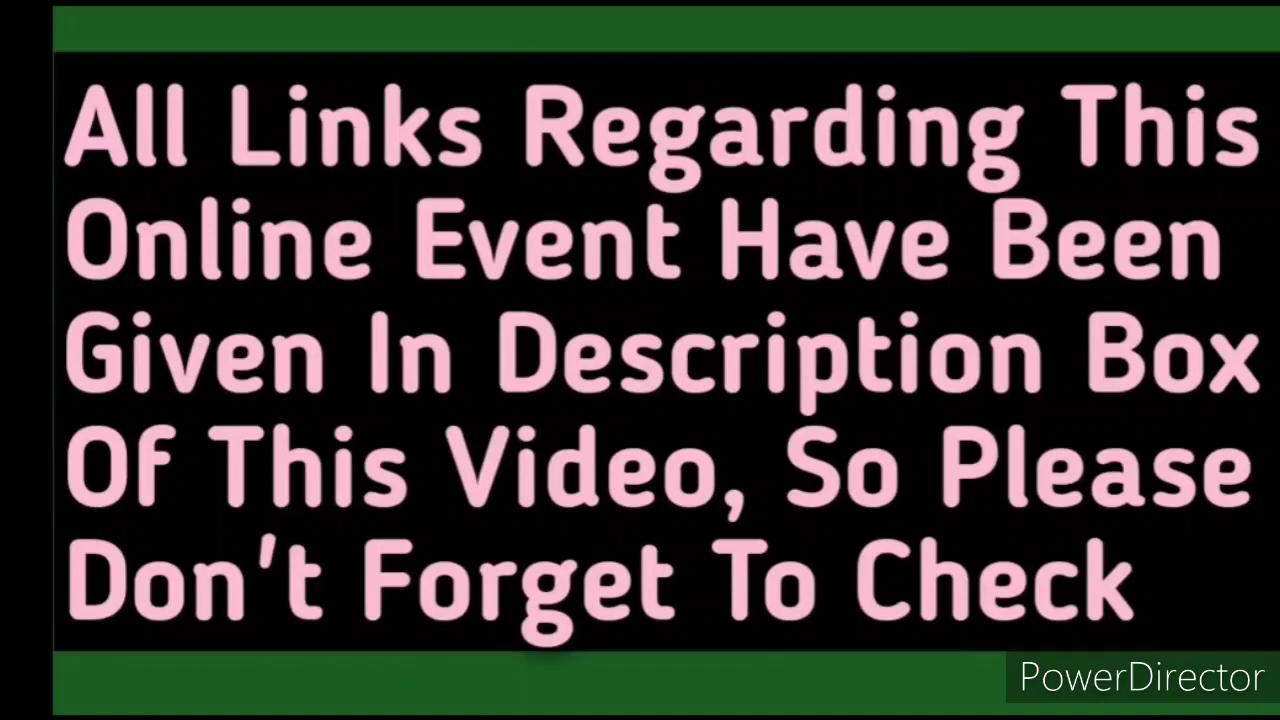 All Links Regarding This
Online Event Have Been
Given In Description Box
Of This Video, So Please
Don't Forget To Check
PowerDirector